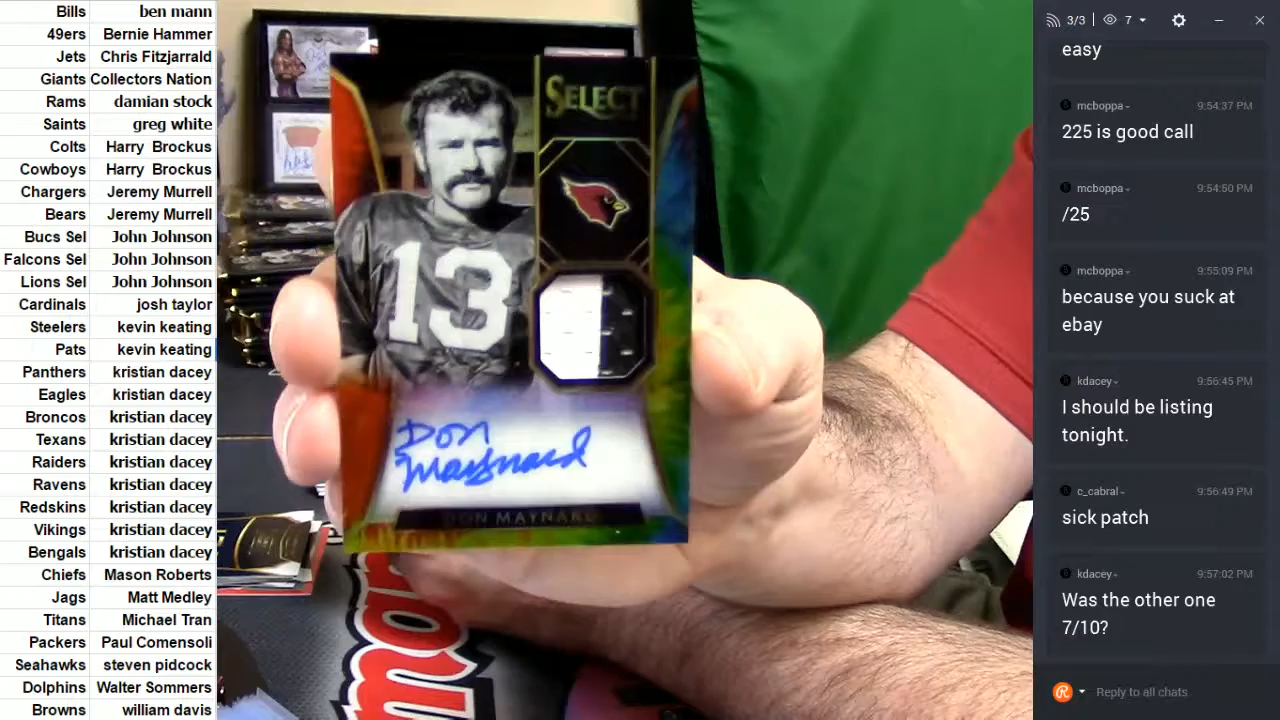 Bills ben mann
49ers Bernie Hammer
Jets Chris Fitzjarrald
Giants Collectors Nation
Rams damian stock
Saints greg white
Colts Harry Brockus
Cowboys Harry Brockus
Chargers Jeremy Murrell
Bears Jeremy Murrell
Bucs Sel John Johnson
Falcons Sel John Johnson
Lions Sel John Johnson
Cardinals josh taylor
Steelers kevin keating
Pats kevin keating
Panthers kristian dacey
Eagles kristian dacey
Broncos kristian dacey
Texans kristian dacey
Raiders kristian dacey
Ravens kristian dacey
Redskins kristian dacey
Vikings kristian dacey
Bengals kristian dacey
Chiefs Mason Roberts
Jags Matt Medley
Titans Michael Tran
Packers Paul Comensoli
Seahawks steven pidcock
Dolphins Walter Sommers
Browns william davis
SELECT
13
Don
Maynard
DON MAYNARD
3/3 7
easy
mcboppa 9:54:37 PM
225 is good call
mcboppa 9:54:50 PM
/25
mcboppa 9:55:09 PM
because you suck at
ebay
kdacey 9:56:45 PM
I should be listing
tonight.
c_cabral 9:56:49 PM
sick patch
kdacey 9:57:02 PM
Was the other one
7/10?
Reply to all chats